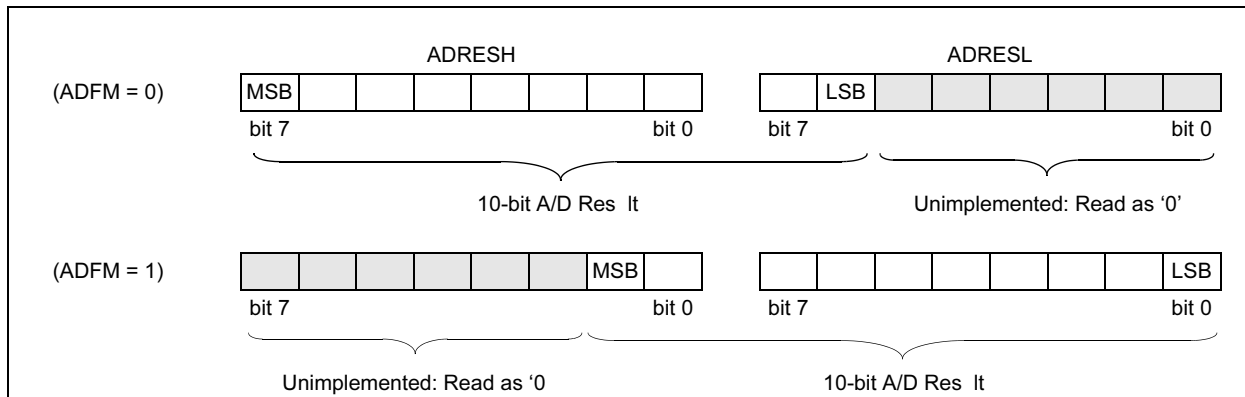 ADRESH ADRESL
(ADFM = 0) MSB LSB
bit 7 bit 0 bit 7 bit 0
10-bit A/D Res lt Unimplemented: Read as ‘0’
(ADFM = 1) MSB LSB
bit 7 bit 0 bit 7 bit 0
Unimplemented: Read as ‘0 10-bit A/D Res lt